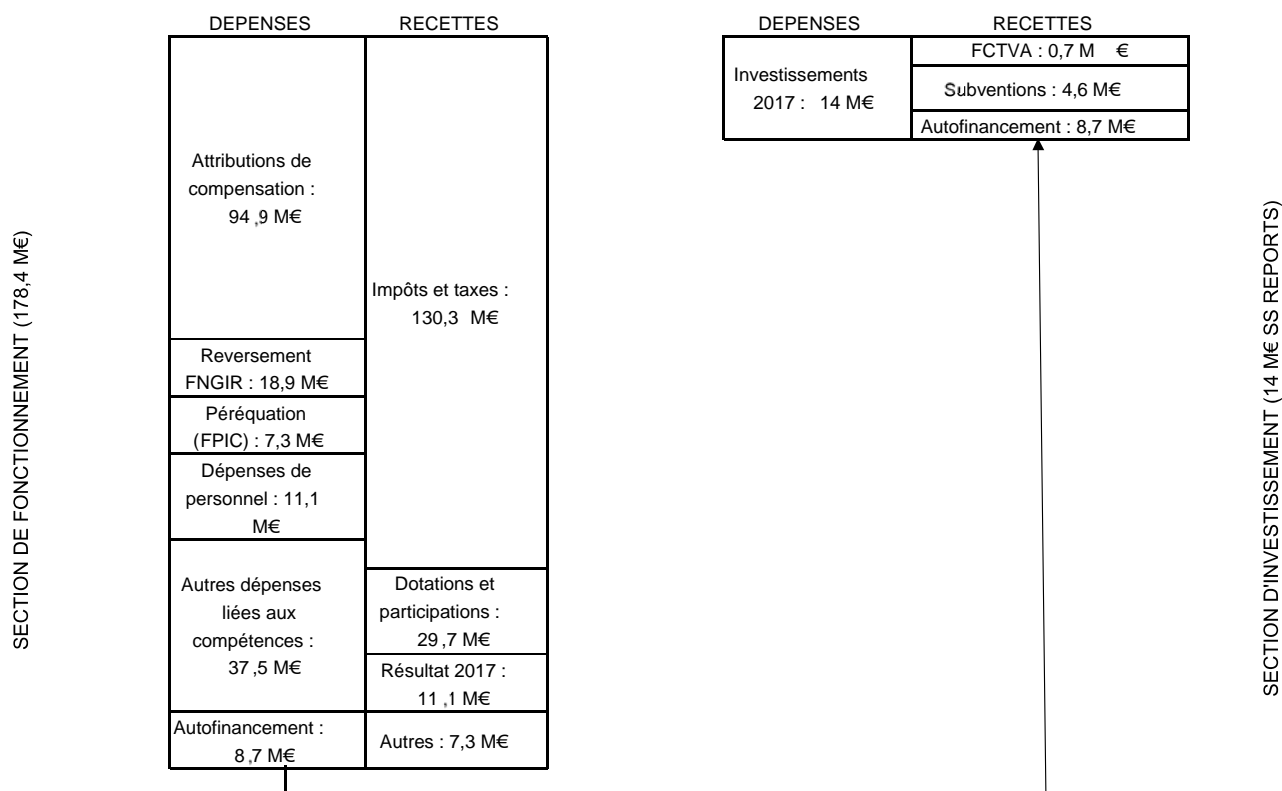 SECTION DE FONCTIONNEMENT (178,4 M€)
DEPENSES
RECETTES
Attributions de
compensation :
94,9 M€
Reversement
FNGIR : 18,9 M€
Péréquation
(FPIC) : 7,3 M€
Dépenses de
personnel : 11,1
M€
Autres dépenses
liées aux
compétences :
37,5 M€
Autofinancement :
8,7 M€
Impôts et taxes :
130,3 M€
Dotations et
participations :
29,7 M€
Résultat 2017 :
11,1 M€
Autres : 7,3 M€
DEPENSES
RECETTES
Investissements
2017 : 14 M€
FCTVA : 0,7 M €
Subventions : 4,6 M€
Autofinancement : 8,7 M€
SECTION D'INVESTISSEMENT (14 M€ SS REPORTS)